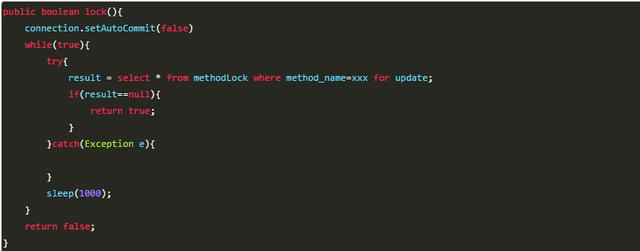 public boolean lock(){
    connection.setAutoCommit(false)
    while(true){
        try{
            result = select * from methodLock where method_name=xxx for update;
            if(result==null){
                return true;
            }
        }catch(Exception e){

        }
        sleep(1000);
    }
    return false;
}